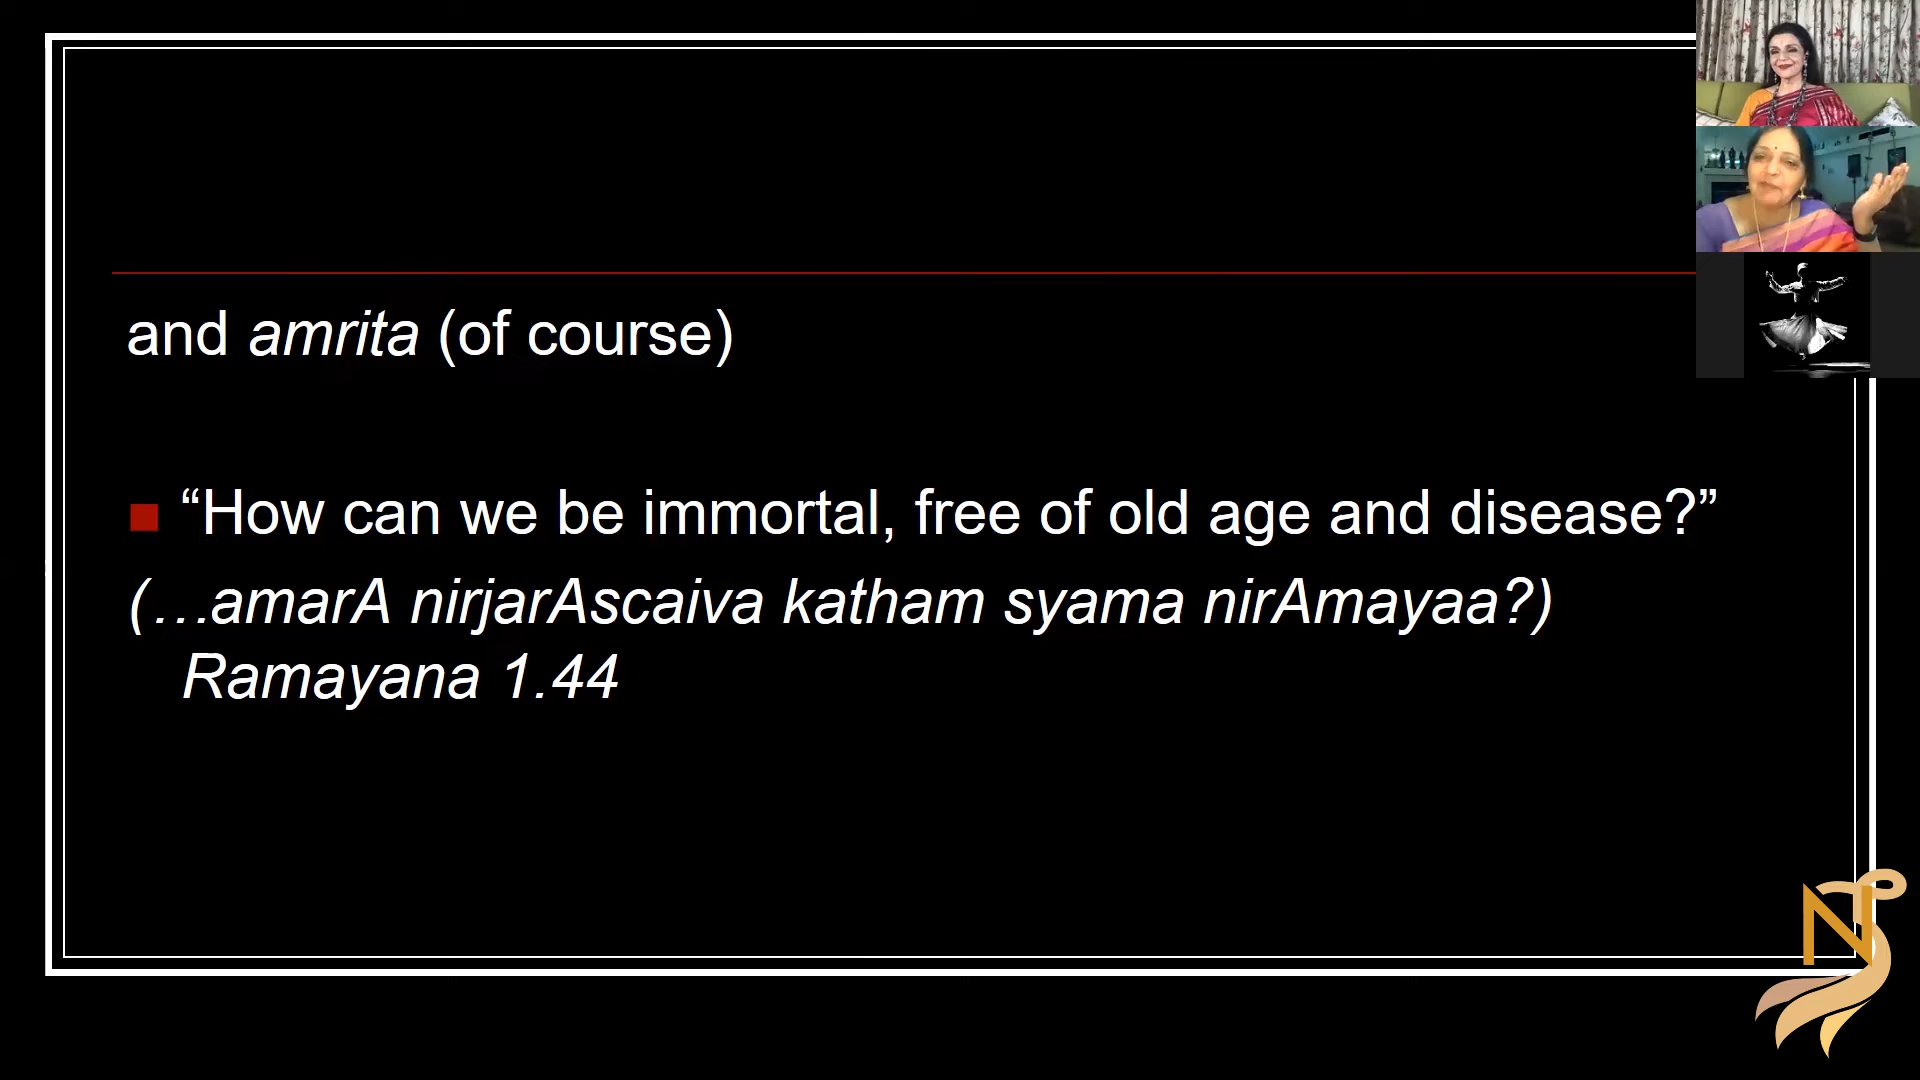 and amrita (of course)
“How can we be immortal, free of old age and disease?”
(…amarA nirjarAscaiva katham syama nirAmayaa?)
Ramayana 1.44
N